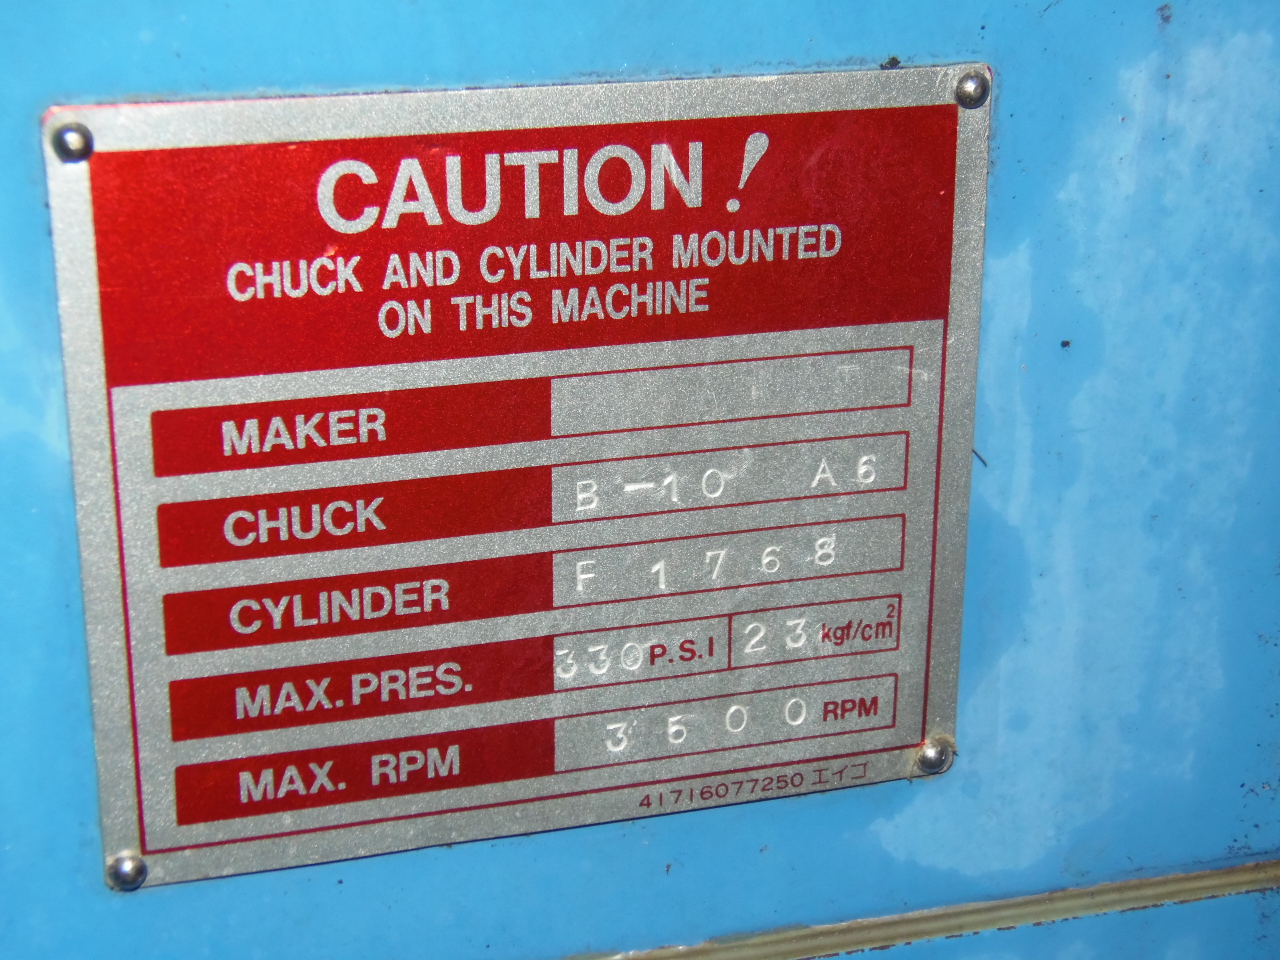 CAUTION!
CHUCK AND CYLINDER MOUNTED
ON THIS MACHINE
MAKER
CHUCK B-10 A6
CYLINDER F1768
MAX.PRES. 330 P.S.I 23 kgf/cm²
MAX. RPM 3500 RPM
41716077250 エイゴ